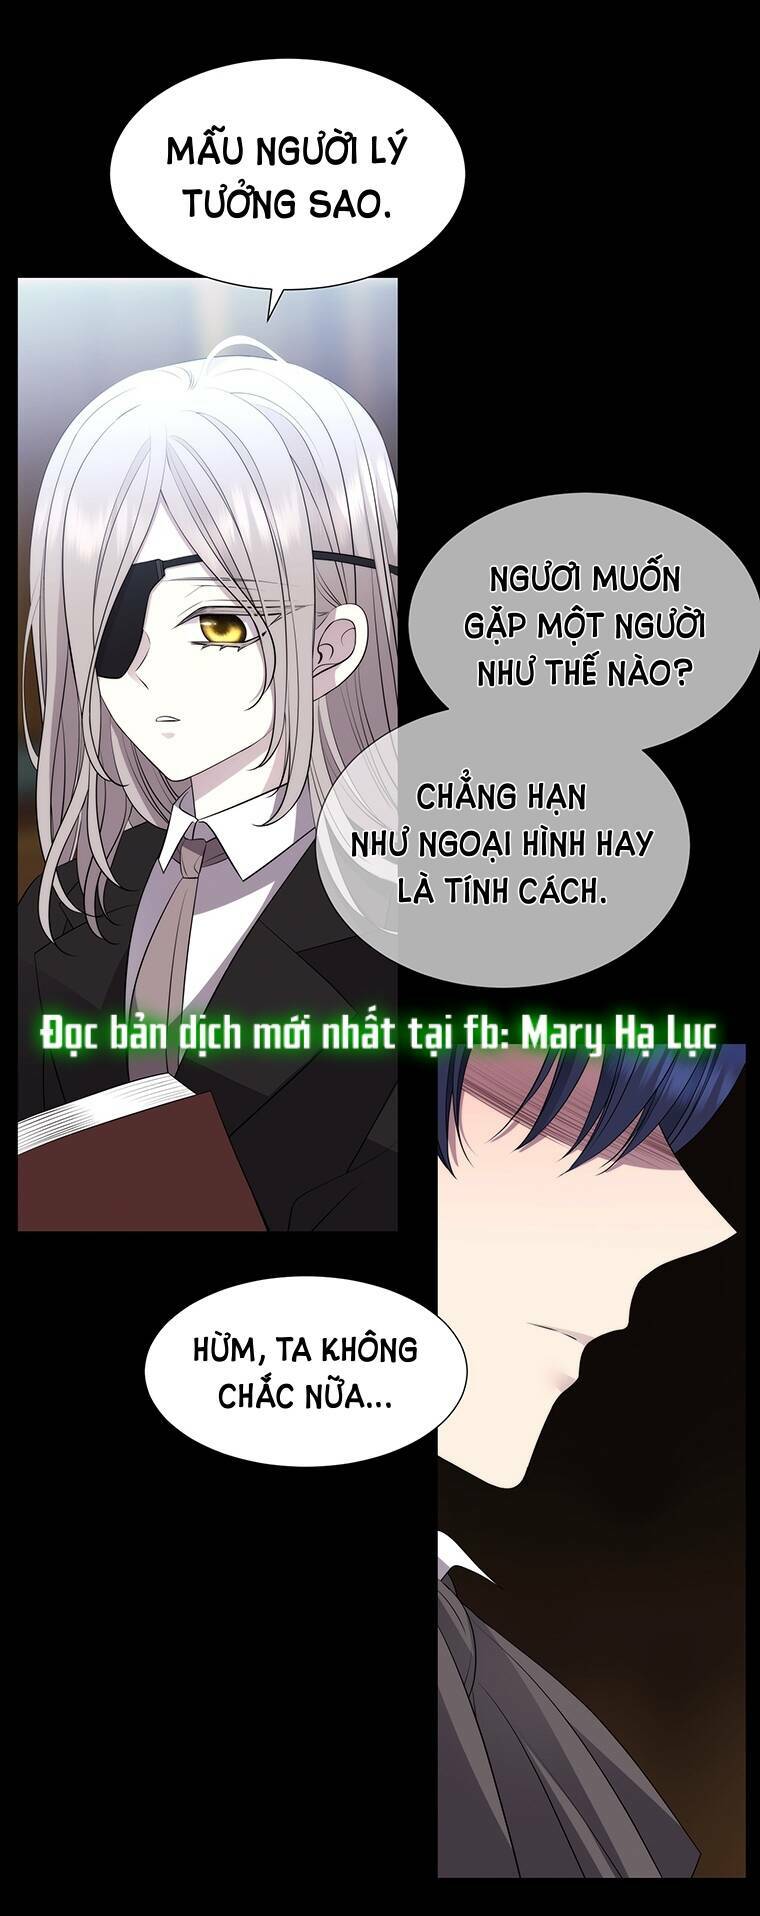 MẪU NGƯỜI LÝ
TƯỞNG SAO.
NGƯƠI MUỐN
GẶP MỘT NGƯỜI
NHƯ THẾ NÀO?
CHẲNG HẠN
NHƯ NGOẠI HÌNH HAY
LÀ TÍNH CÁCH.
Đọc bản dịch mới nhất tại fb: Mary Hạ Lục
HỪM, TA KHÔNG
CHẮC NỮA...